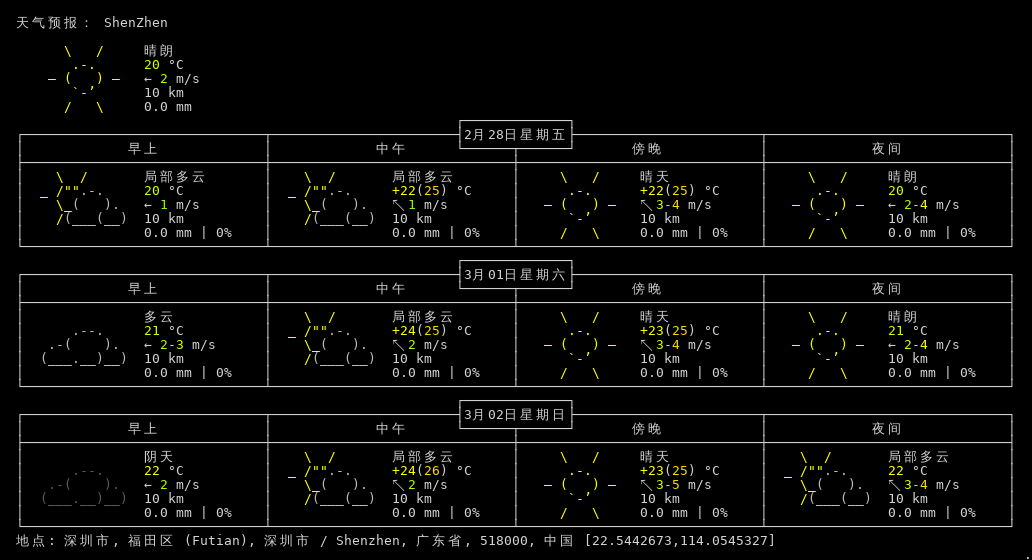 天气预报： ShenZhen
晴朗
20 °C
← 2 m/s
10 km
0.0 mm
2月28日星期五
早上 中午 傍晚 夜间
局部多云 局部多云 晴天 晴朗
20 °C +22(25) °C +22(25) °C 20 °C
← 1 m/s ↖ 1 m/s ↖ 3-4 m/s ← 2-4 m/s
10 km 10 km 10 km 10 km
0.0 mm | 0% 0.0 mm | 0% 0.0 mm | 0% 0.0 mm | 0%
3月01日星期六
早上 中午 傍晚 夜间
多云 局部多云 晴天 晴朗
21 °C +24(25) °C +23(25) °C 21 °C
← 2-3 m/s ↖ 2 m/s ↖ 3-4 m/s ← 2-4 m/s
10 km 10 km 10 km 10 km
0.0 mm | 0% 0.0 mm | 0% 0.0 mm | 0% 0.0 mm | 0%
3月02日星期日
早上 中午 傍晚 夜间
阴天 局部多云 晴天 局部多云
22 °C +24(26) °C +23(25) °C 22 °C
← 2 m/s ↖ 2 m/s ↖ 3-5 m/s ↖ 3-4 m/s
10 km 10 km 10 km 10 km
0.0 mm | 0% 0.0 mm | 0% 0.0 mm | 0% 0.0 mm | 0%
地点: 深圳市, 福田区 (Futian), 深圳市 / Shenzhen, 广东省, 518000, 中国 [22.5442673,114.0545327]